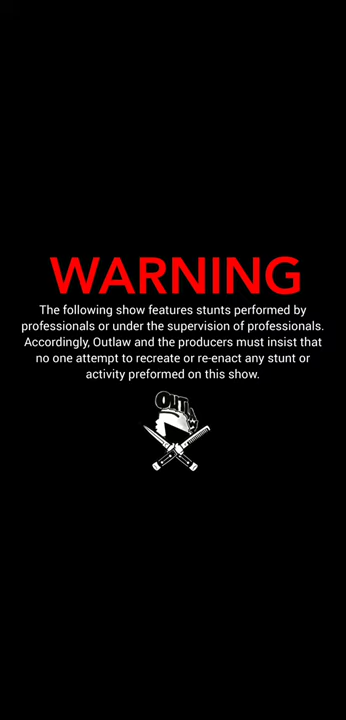 WARNING
The following show features stunts performed by
professionals or under the supervision of professionals.
Accordingly, Outlaw and the producers must insist that
no one attempt to recreate or re-enact any stunt or
activity preformed on this show.